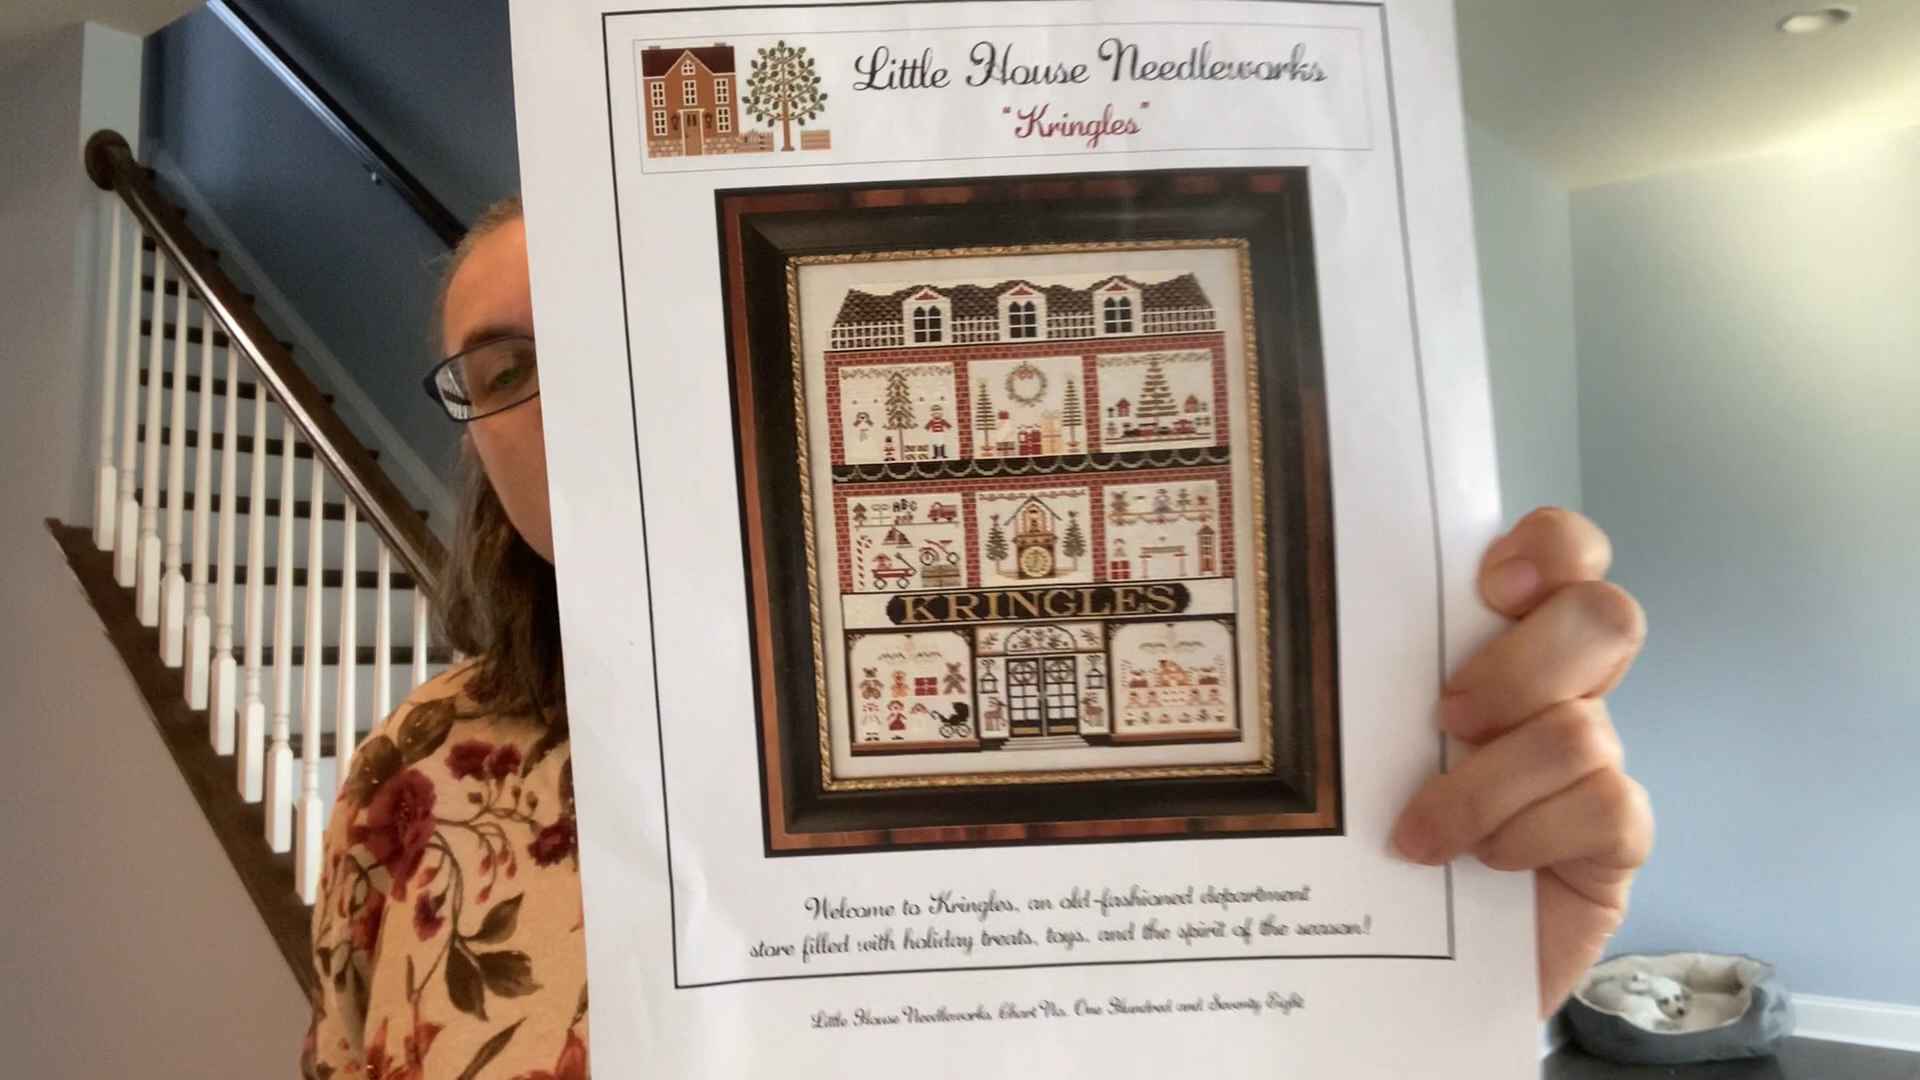 Little House Needleworks
"Kringles"
ABC
KRINGLES
Welcome to Kringles, an old-fashioned department
store filled with holiday treats, toys, and the spirit of the season!
Little House Needleworks Chart No. One Hundred and Seventy Eight